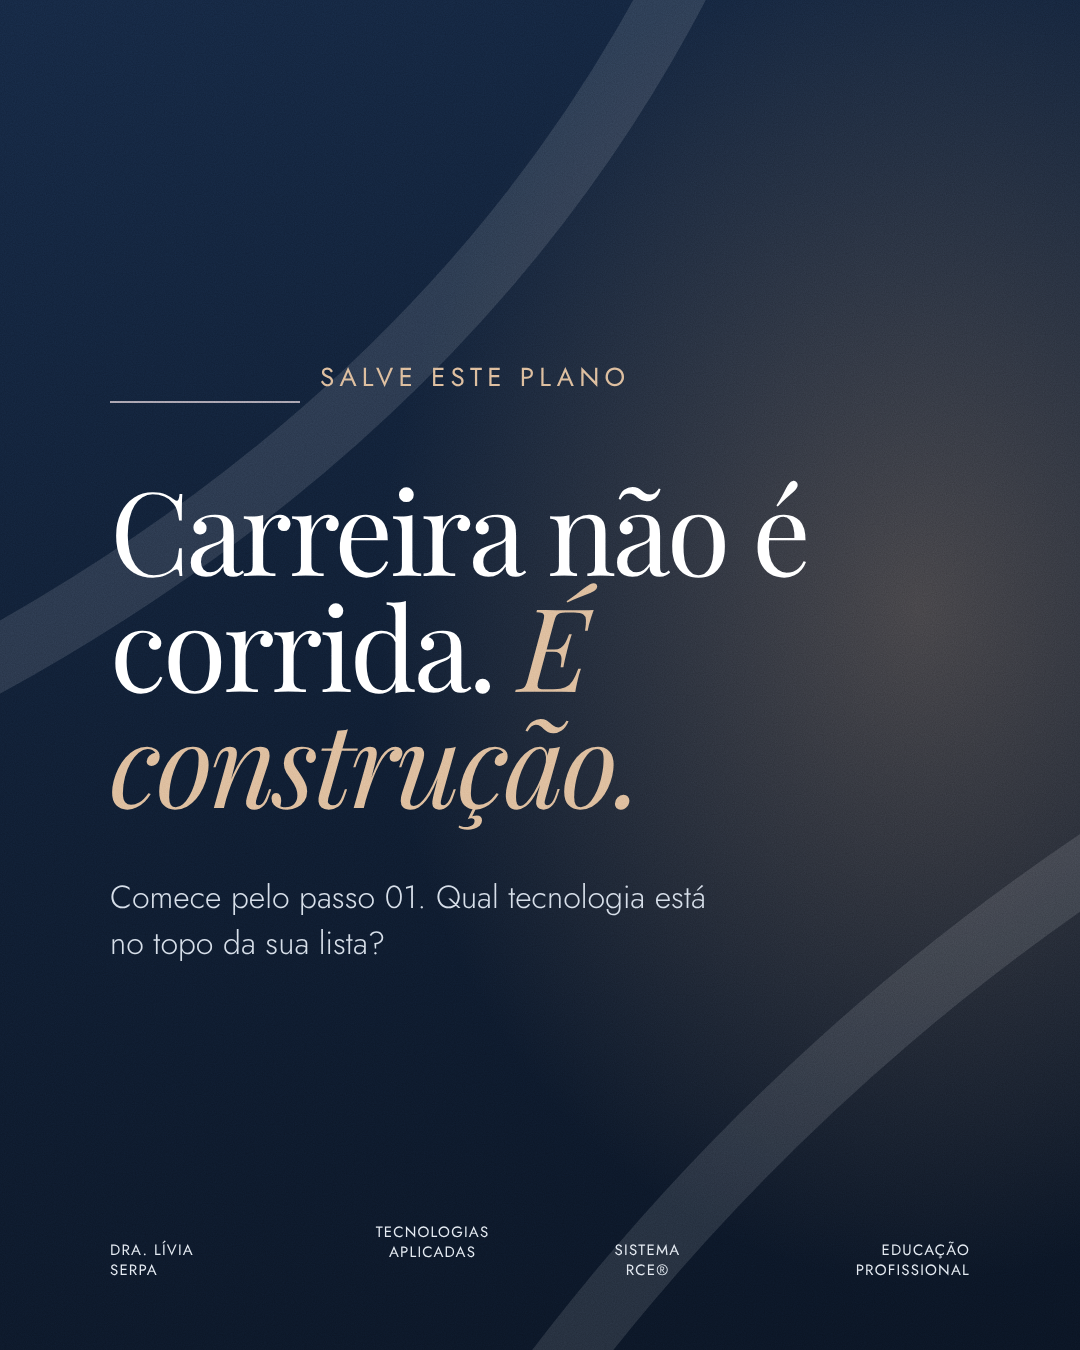 SALVE ESTE PLANO
Carreira não é
corrida. É
construção.
Comece pelo passo 01. Qual tecnologia está
no topo da sua lista?
DRA. LÍVIA
SERPA
TECNOLOGIAS
APLICADAS
SISTEMA
RCE®
EDUCAÇÃO
PROFISSIONAL